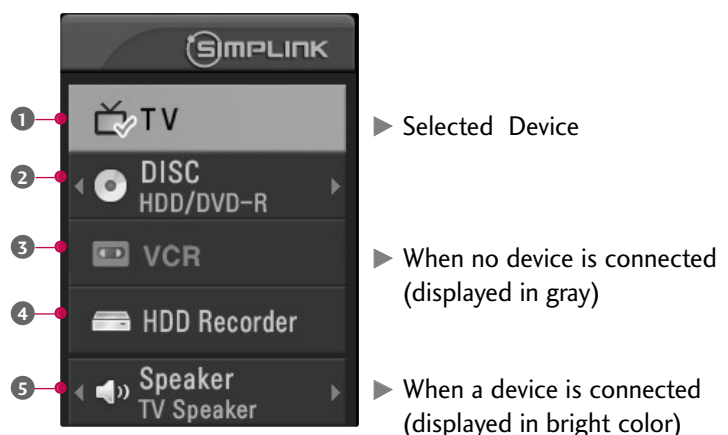 SIMPLINK
1 TV
Selected Device
2 DISC
HDD/DVD-R
3 VCR
When no device is connected
(displayed in gray)
4 HDD Recorder
5 Speaker
TV Speaker
When a device is connected
(displayed in bright color)